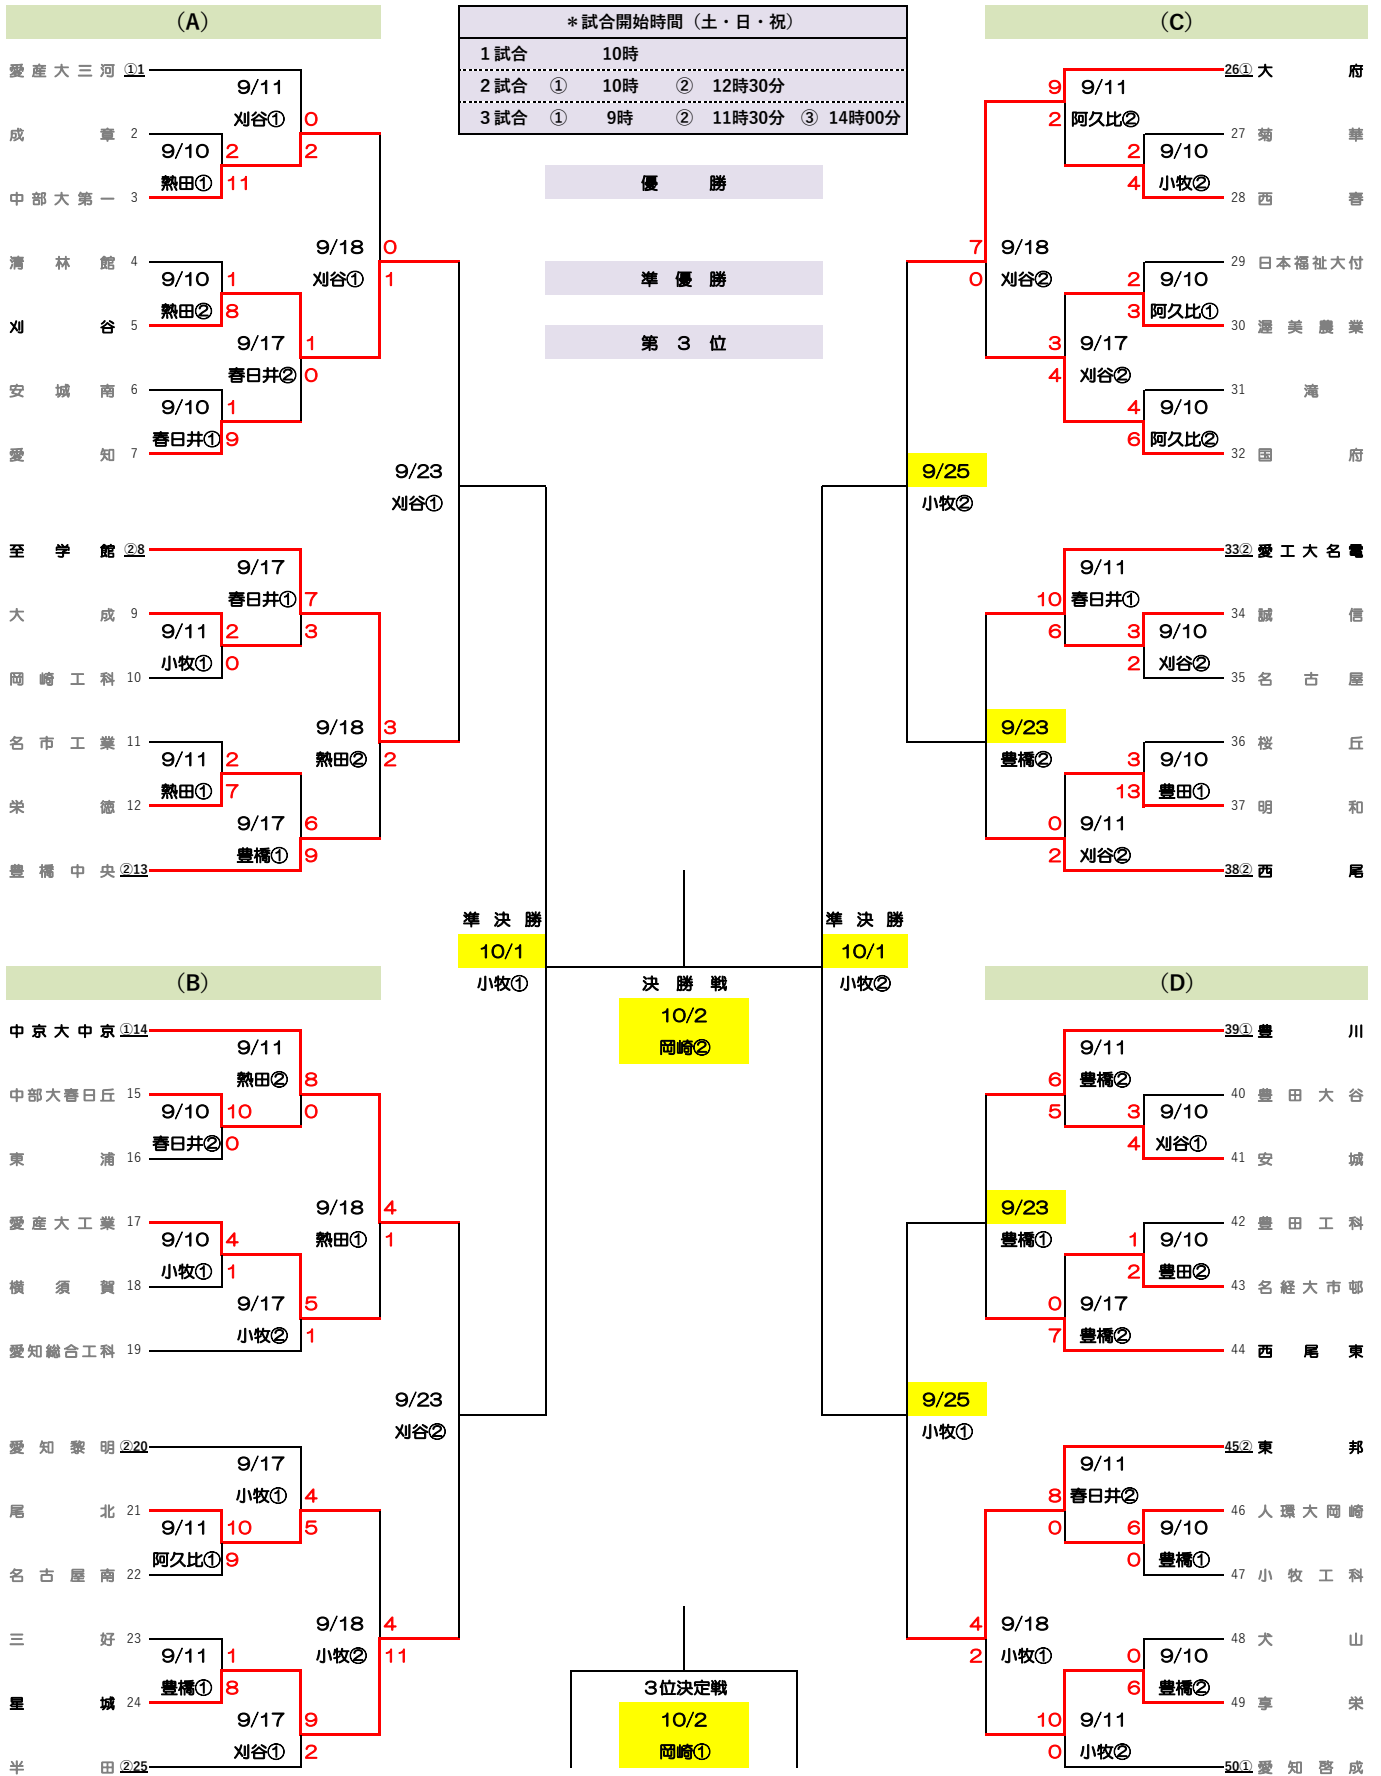 （A）
＊試合開始時間（土・日・祝）
（C）
１試合 10時
２試合 ① 10時 ② 12時30分
３試合 ① 9時 ② 11時30分 ③ 14時00分
優 勝
準 優 勝
第 ３ 位
愛産大三河 ①1
9/11
刈谷① 0
成章 2
9/10 2 2
熱田① 11
中部大第一 3
9/18 0
刈谷① 1
清林館 4
9/10 1
熱田② 8
刈谷 5
9/17 1
春日井② 0
安城南 6
9/10 1
春日井① 9
愛知 7
9/23
刈谷①
至学館 ②8
9/17
春日井① 7
大成 9
9/11 2 3
小牧① 0
岡崎工科 10
9/18 3
熱田② 2
名市工業 11
9/11 2
熱田① 7
栄徳 12
9/17 6
豊橋① 9
豊橋中央 ②13
26① 大府
9 9/11
2 阿久比②
27 菊華
2 9/10
4 小牧②
28 西春
7 9/18
0 刈谷②
29 日本福祉大付
2 9/10
3 阿久比①
30 渥美農業
3 9/17
4 刈谷②
31 滝
4 9/10
6 阿久比②
32 国府
9/25
小牧②
33② 愛工大名電
9/11
10 春日井①
34 誠信
6 3 9/10
2 刈谷②
35 名古屋
9/23
豊橋②
36 桜丘
3 9/10
13 豊田①
37 明和
0 9/11
2 刈谷②
38② 西尾
準 決 勝
10/1
小牧①
準 決 勝
10/1
小牧②
決 勝 戦
10/2
岡崎②
（B）
（D）
中京大中京 ①14
9/11
熱田② 8
中部大春日丘 15
9/10 10 0
春日井② 0
東浦 16
9/18 4
熱田① 1
愛産大工業 17
9/10 4
小牧① 1
横須賀 18
9/17 5
小牧② 1
愛知総合工科 19
9/23
刈谷②
愛知黎明 ②20
9/17
小牧① 4
尾北 21
9/11 10 5
阿久比① 9
名古屋南 22
9/18 4
小牧② 11
三好 23
9/11 1
豊橋① 8
星城 24
9/17 9
刈谷① 2
半田 ②25
39① 豊川
9/11
6 豊橋②
40 豊田大谷
5 3 9/10
4 刈谷①
41 安城
9/23
豊橋①
42 豊田工科
1 9/10
2 豊田②
43 名経大市邨
0 9/17
7 豊橋②
44 西尾東
9/25
小牧①
45② 東邦
9/11
8 春日井②
46 人環大岡崎
0 6 9/10
0 豊橋①
47 小牧工科
4 9/18
2 小牧①
48 犬山
0 9/10
6 豊橋②
49 享栄
10 9/11
0 小牧②
50① 愛知啓成
３位決定戦
10/2
岡崎①